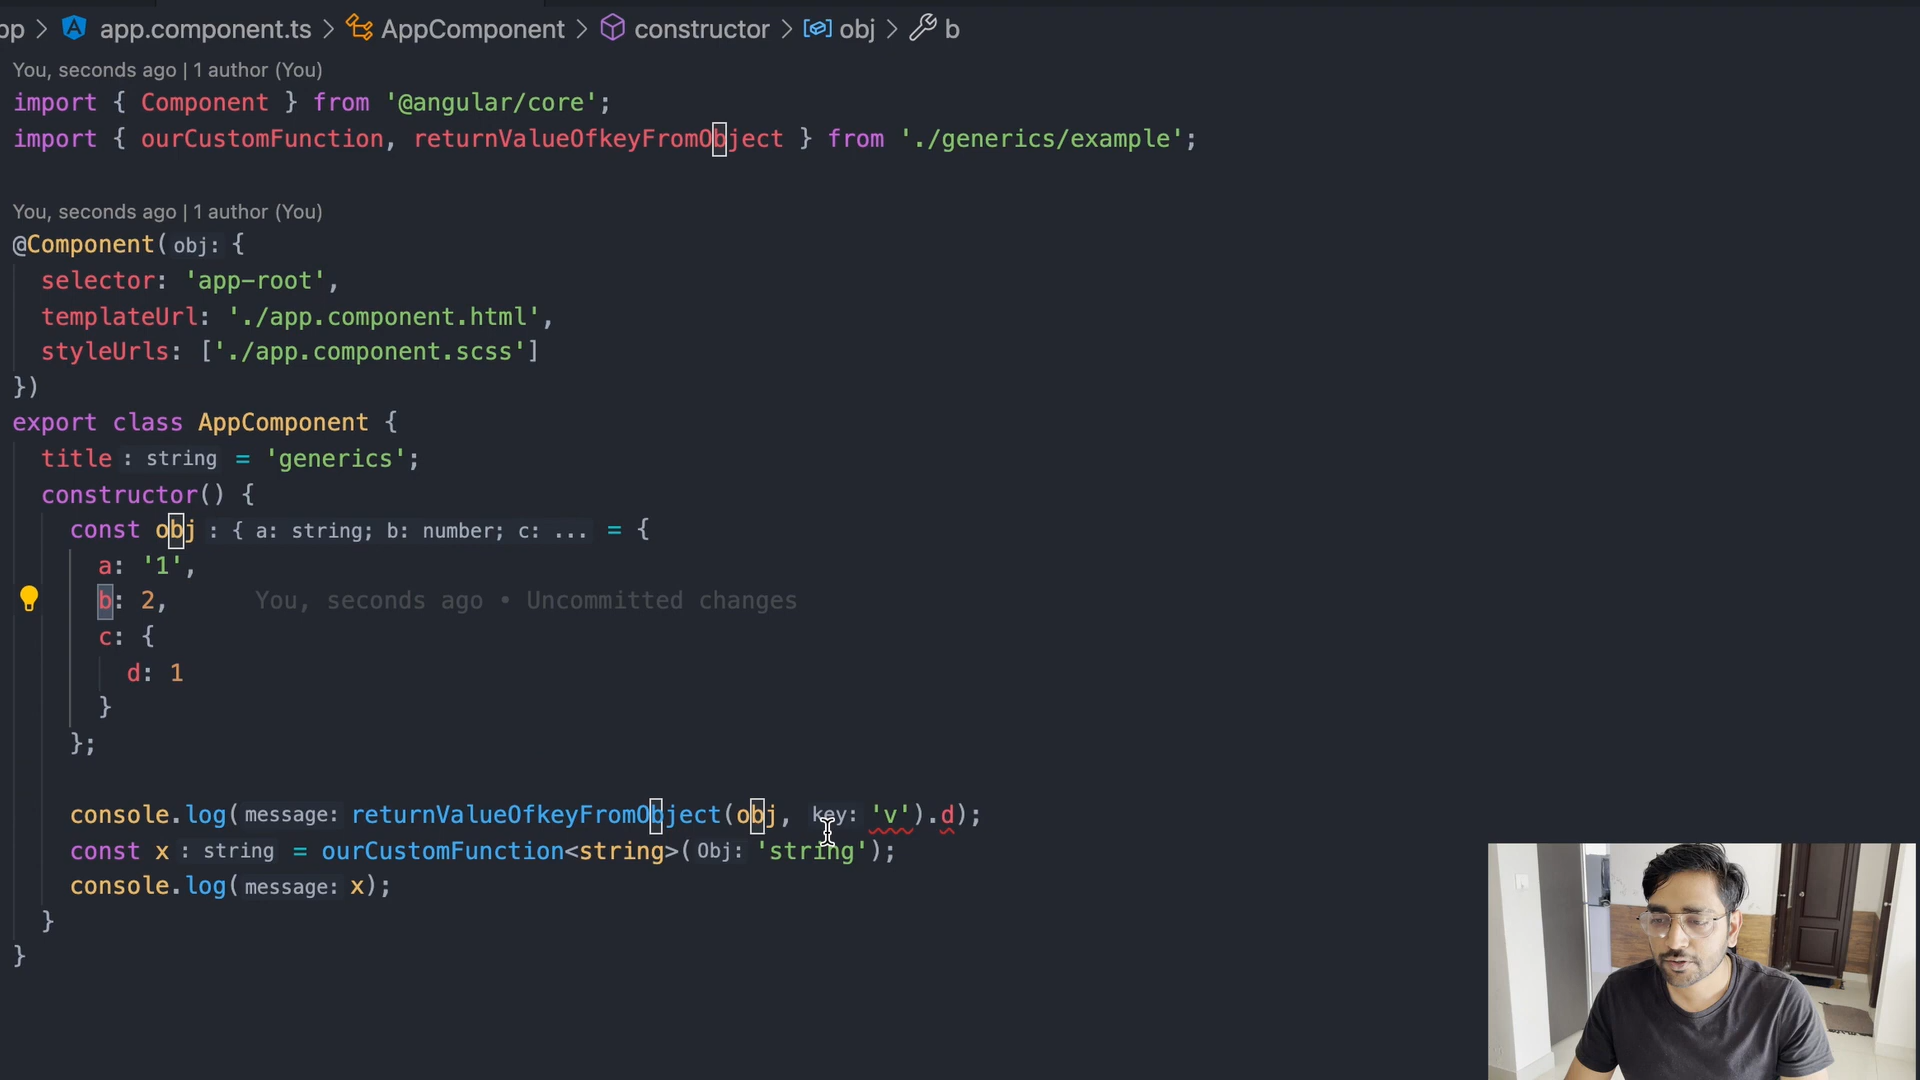 pp > app.component.ts > AppComponent > constructor > obj > b
You, seconds ago | 1 author (You)
import { Component } from '@angular/core';
import { ourCustomFunction, returnValueOfkeyFromObject } from './generics/example';
You, seconds ago | 1 author (You)
@Component(obj: {
selector: 'app-root',
templateUrl: './app.component.html',
styleUrls: ['./app.component.scss']
})
export class AppComponent {
title : string = 'generics';
constructor() {
const obj : { a: string; b: number; c: ... = {
a: '1',
b: 2, You, seconds ago • Uncommitted changes
c: {
d: 1
}
};
console.log(message: returnValueOfkeyFromObject(obj, key: 'v').d);
const x : string = ourCustomFunction<string>(Obj: 'string');
console.log(message: x);
}
}